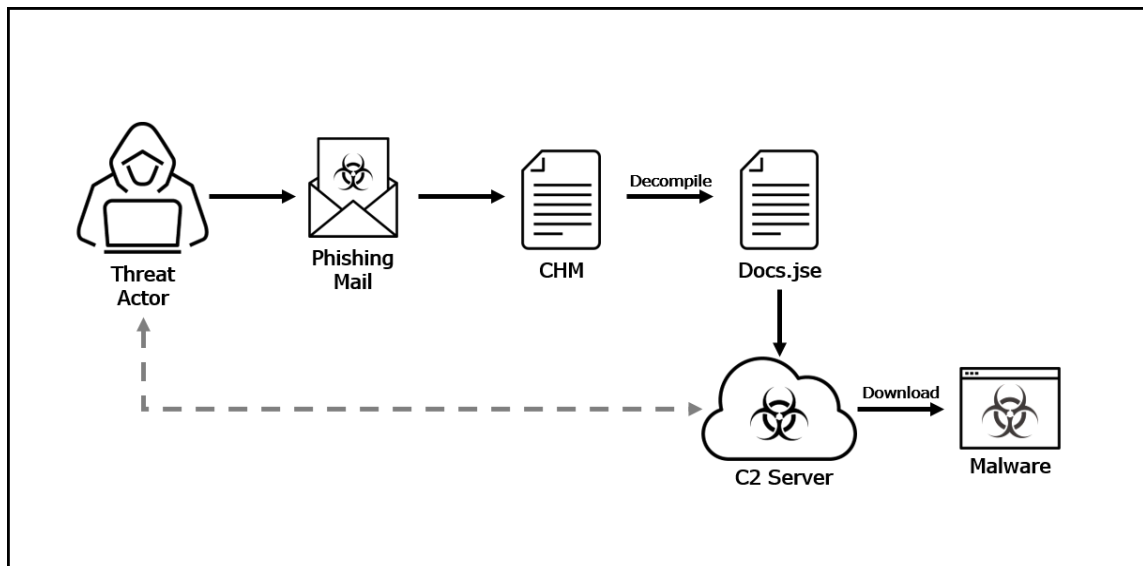 Decompile
Phishing
Mail
CHM
Docs.jse
Threat
Actor
Download
C2 Server
Malware